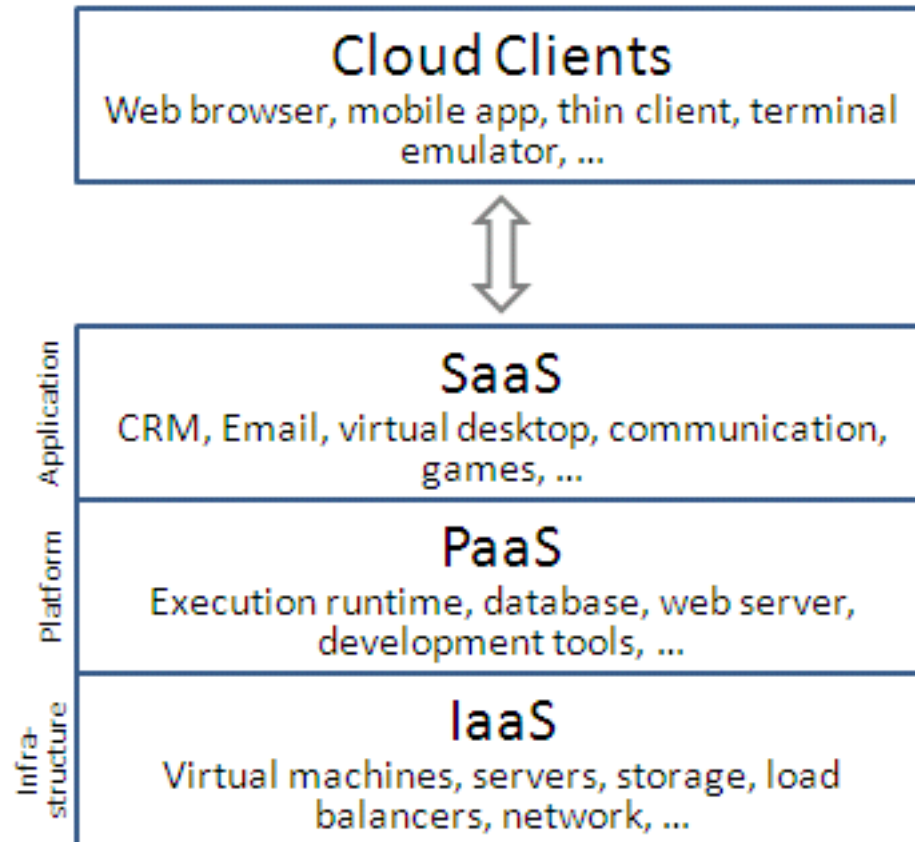 Cloud Clients
Web browser, mobile app, thin client, terminal
emulator, ...
Application
SaaS
CRM, Email, virtual desktop, communication,
games, ...
Platform
PaaS
Execution runtime, database, web server,
development tools, ...
Infra-
structure
IaaS
Virtual machines, servers, storage, load
balancers, network, ...